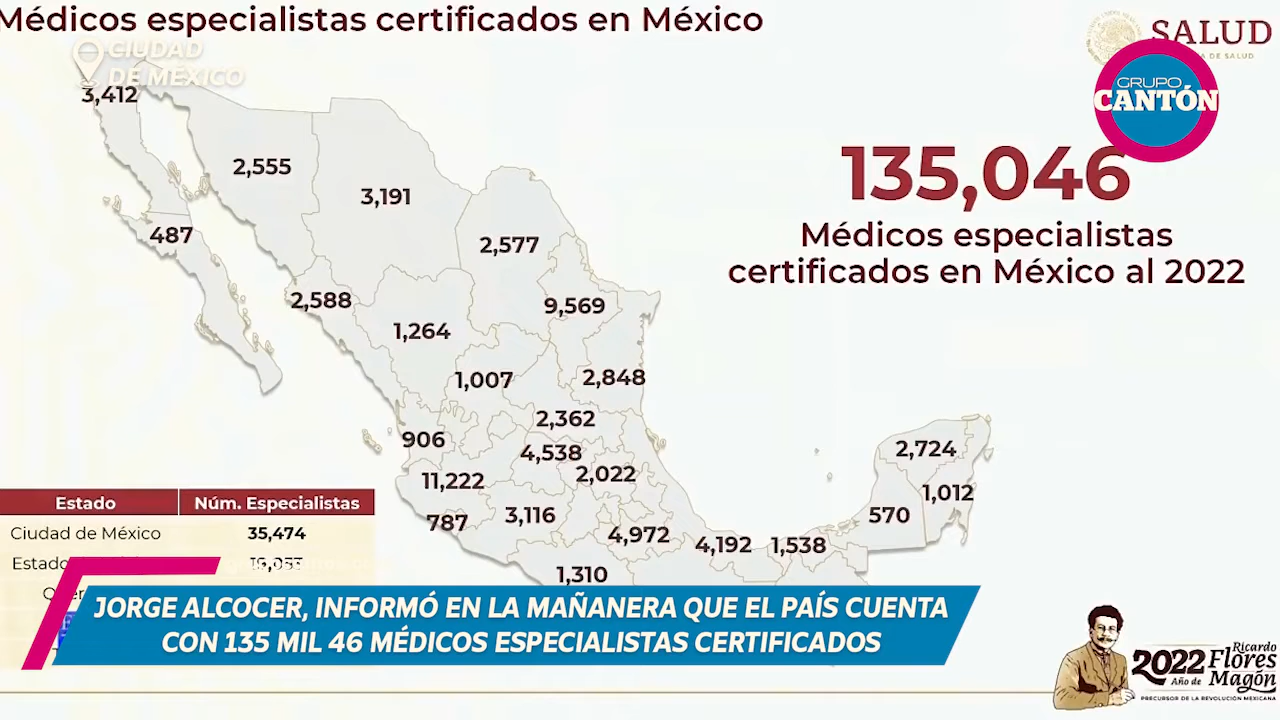 Médicos especialistas certificados en México
CIUDAD
DE MÉXICO
SALUD
GRUPO
CANTÓN
3,412
2,555
3,191
487
2,577
2,588
9,569
1,264
1,007
2,848
2,362
906
4,538
2,022
11,222
787
3,116
4,972
4,192
1,538
1,310
2,724
1,012
570
135,046
Médicos especialistas
certificados en México al 2022
Estado Núm. Especialistas
Ciudad de México 35,474
Estado
JORGE ALCOCER, INFORMÓ EN LA MAÑANERA QUE EL PAÍS CUENTA
CON 135 MIL 46 MÉDICOS ESPECIALISTAS CERTIFICADOS
2022
Año de
Ricardo
Flores
Magón
PRECURSOR DE LA REVOLUCIÓN MEXICANA